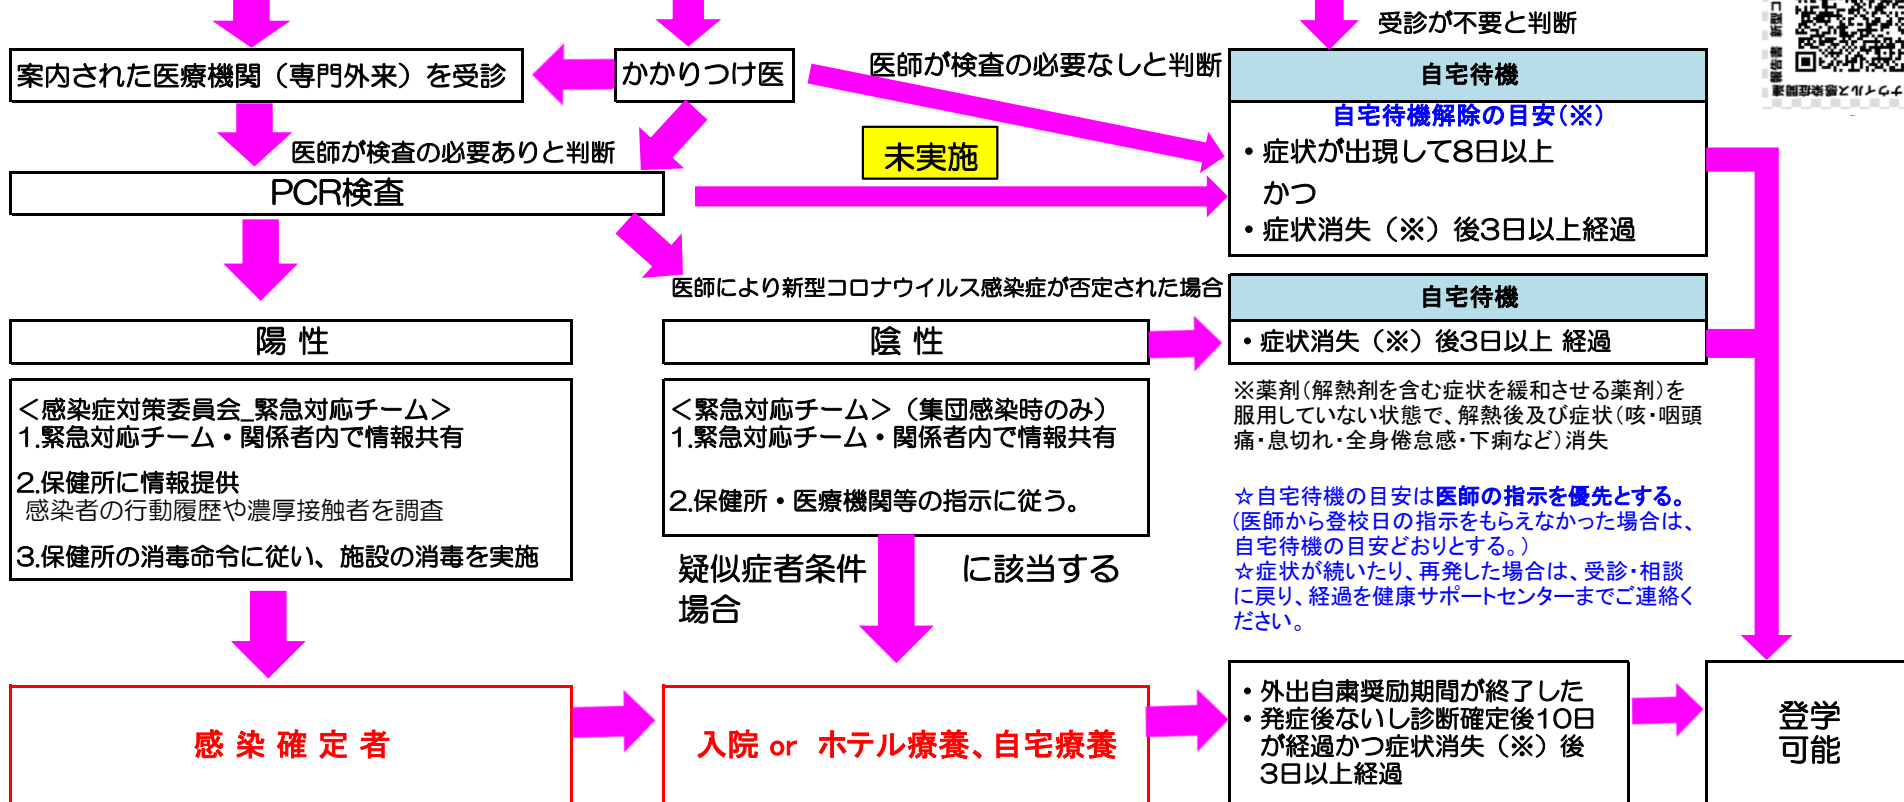 受診が不要と判断
案内された医療機関（専門外来）を受診
かかりつけ医
医師が検査の必要なしと判断
自宅待機
自宅待機解除の目安（※）
・症状が出現して8日以上
かつ
・症状消失（※）後3日以上経過
医師が検査の必要ありと判断
未実施
PCR検査
医師により新型コロナウイルス感染症が否定された場合
自宅待機
・症状消失（※）後3日以上 経過
陽 性
陰 性
＜感染症対策委員会_緊急対応チーム＞
1.緊急対応チーム・関係者内で情報共有
2.保健所に情報提供
感染者の行動履歴や濃厚接触者を調査
3.保健所の消毒命令に従い、施設の消毒を実施
＜緊急対応チーム＞（集団感染時のみ）
1.緊急対応チーム・関係者内で情報共有
2.保健所・医療機関等の指示に従う。
疑似症者条件 に該当する
場合
※薬剤（解熱剤を含む症状を緩和させる薬剤）を
服用していない状態で、解熱後及び症状（咳・咽頭
痛・息切れ・全身倦怠感・下痢など）消失
☆自宅待機の目安は医師の指示を優先とする。
（医師から登校日の指示をもらえなかった場合は、
自宅待機の目安どおりとする。）
☆症状が続いたり、再発した場合は、受診・相談
に戻り、経過を健康サポートセンターまでご連絡く
ださい。
感 染 確 定 者
入院 or ホテル療養、自宅療養
・外出自粛奨励期間が終了した
・発症後ないし診断確定後10日
が経過かつ症状消失（※）後
3日以上経過
登学
可能